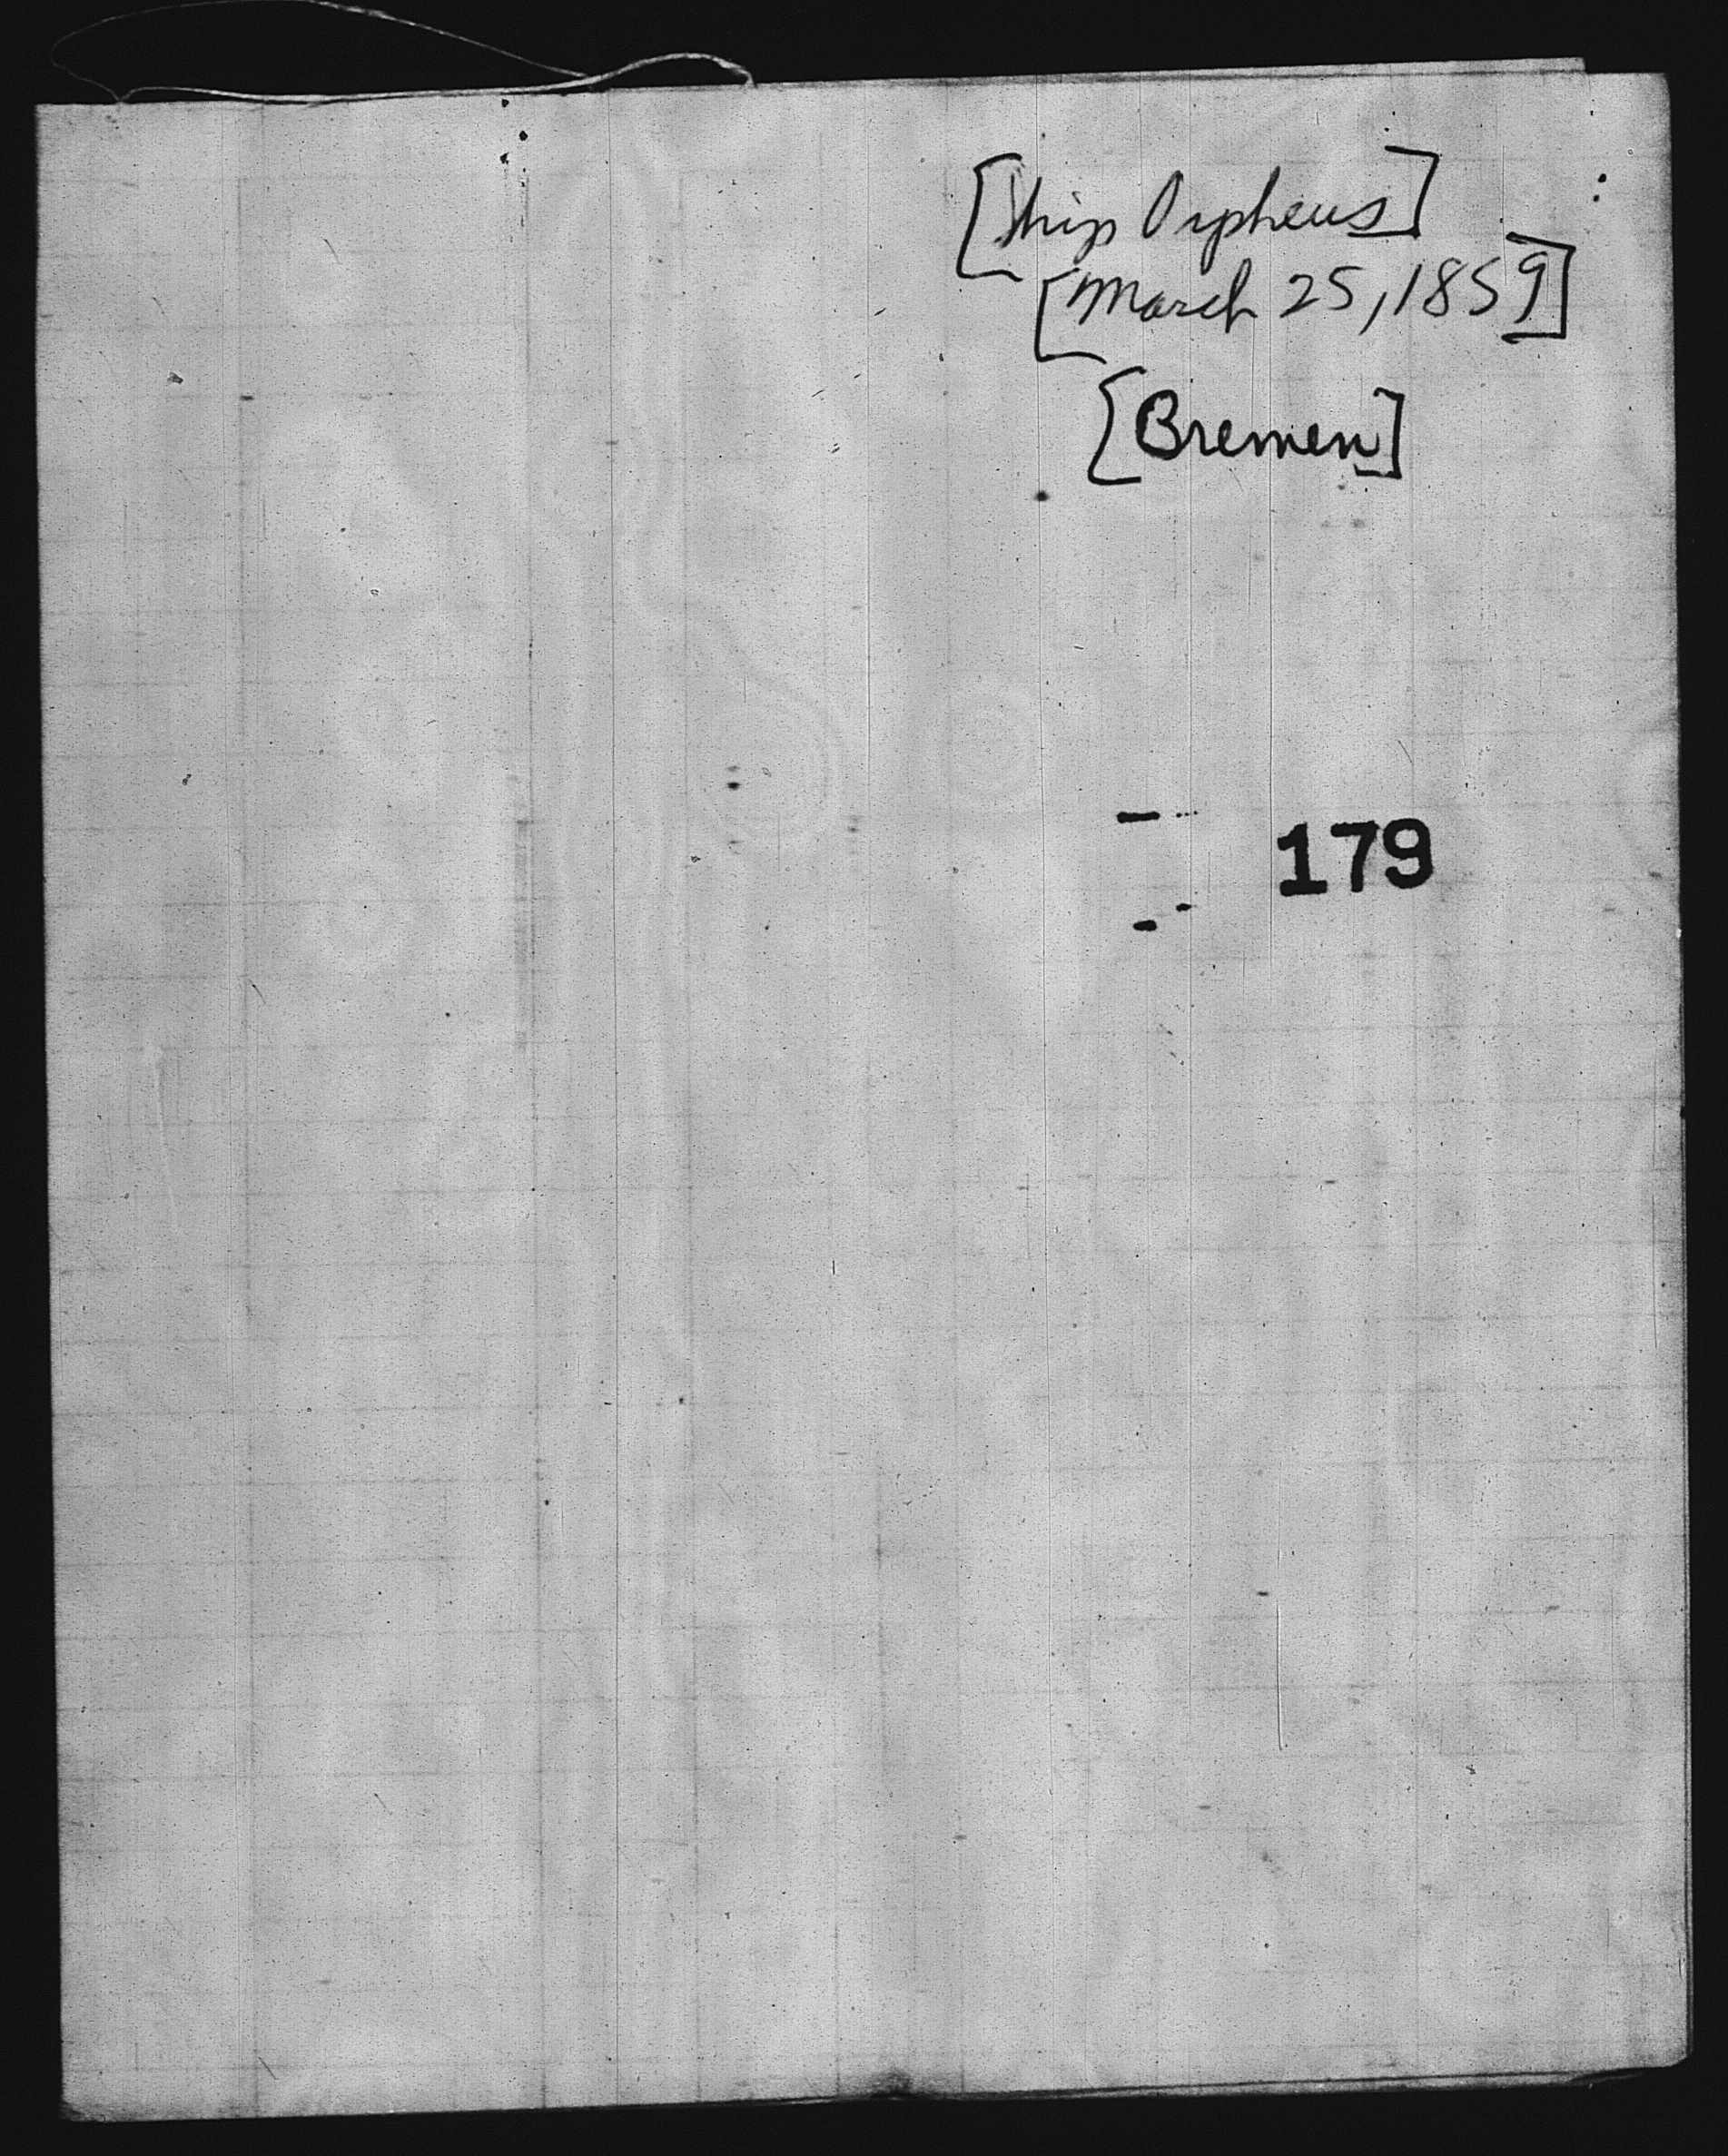 [Ship Orpheus]
[March 25, 1859]
[Bremen]
179